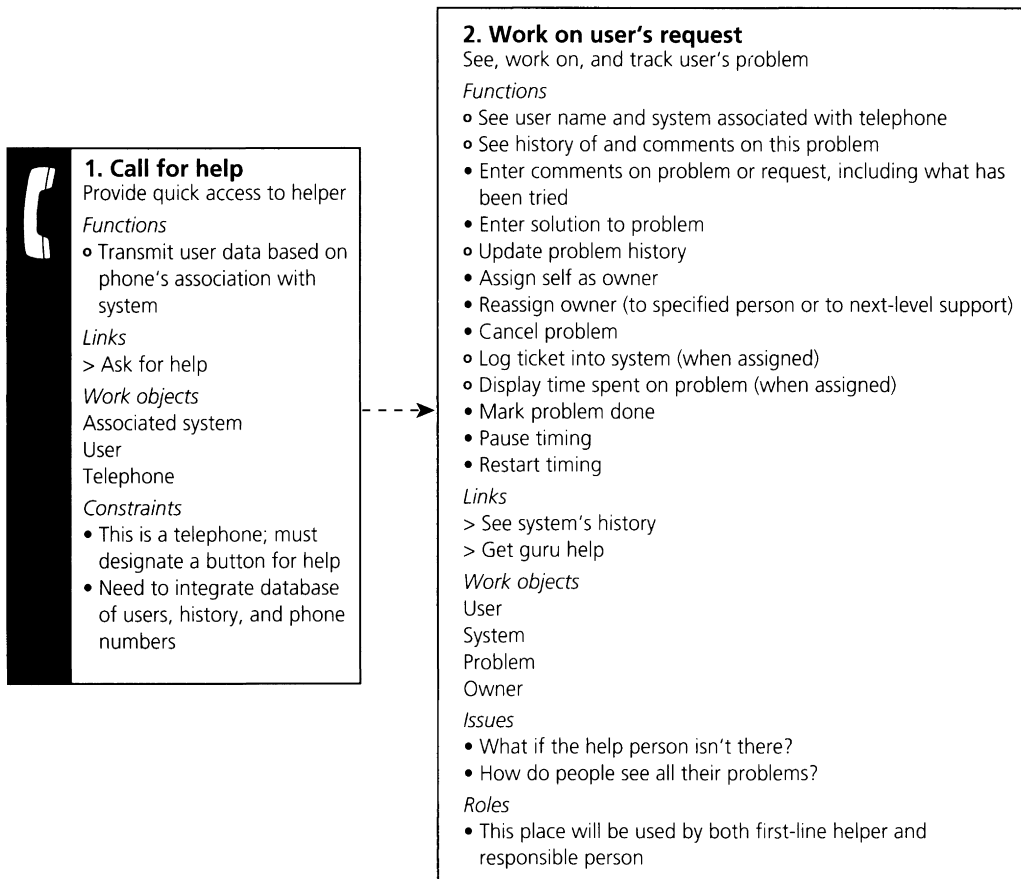 1. Call for help
Provide quick access to helper
Functions
o Transmit user data based on
phone's association with
system
Links
> Ask for help
Work objects
Associated system
User
Telephone
Constraints
• This is a telephone; must
designate a button for help
• Need to integrate database
of users, history, and phone
numbers
2. Work on user's request
See, work on, and track user's problem
Functions
o See user name and system associated with telephone
o See history of and comments on this problem
• Enter comments on problem or request, including what has
been tried
• Enter solution to problem
o Update problem history
• Assign self as owner
• Reassign owner (to specified person or to next-level support)
• Cancel problem
o Log ticket into system (when assigned)
o Display time spent on problem (when assigned)
• Mark problem done
• Pause timing
• Restart timing
Links
> See system's history
> Get guru help
Work objects
User
System
Problem
Owner
Issues
• What if the help person isn't there?
• How do people see all their problems?
Roles
• This place will be used by both first-line helper and
responsible person